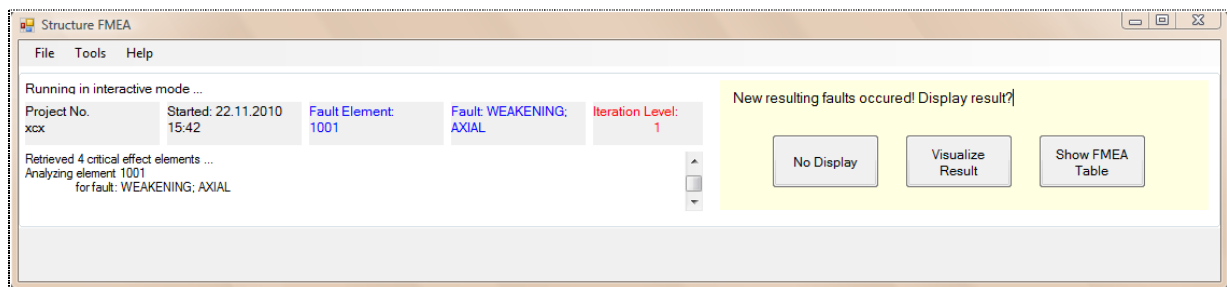 Structure FMEA
File Tools Help
Running in interactive mode ...
Project No.
xcx
Started: 22.11.2010
15:42
Fault Element:
1001
Fault: WEAKENING;
AXIAL
Iteration Level:
1
Retrieved 4 critical effect elements ...
Analyzing element 1001
for fault: WEAKENING; AXIAL
New resulting faults occured! Display result?
No Display
Visualize
Result
Show FMEA
Table